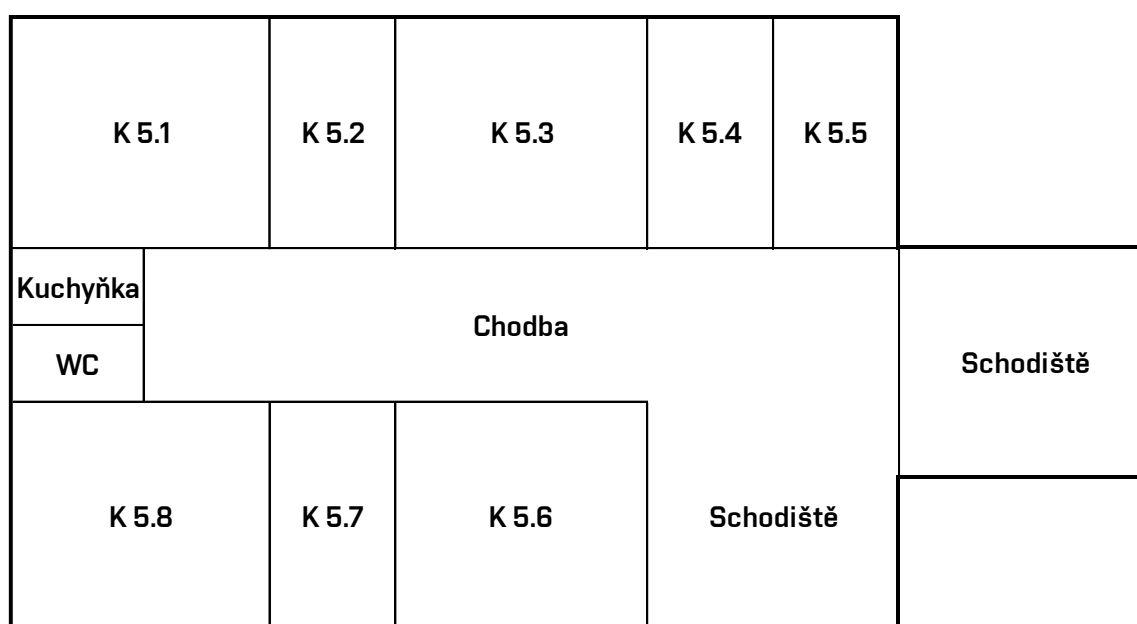 K 5.1
K 5.2
K 5.3
K 5.4
K 5.5
Kuchyňka
Chodba
WC
Schodiště
K 5.8
K 5.7
K 5.6
Schodiště